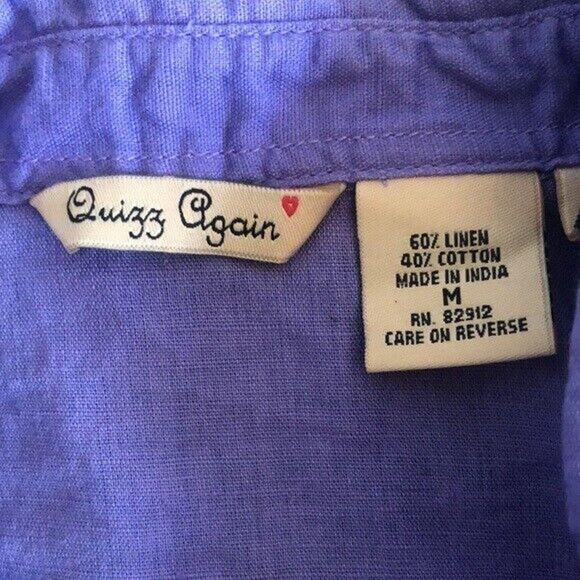 Quizz Again
60% LINEN
40% COTTON
MADE IN INDIA
M
RN. 82912
CARE ON REVERSE